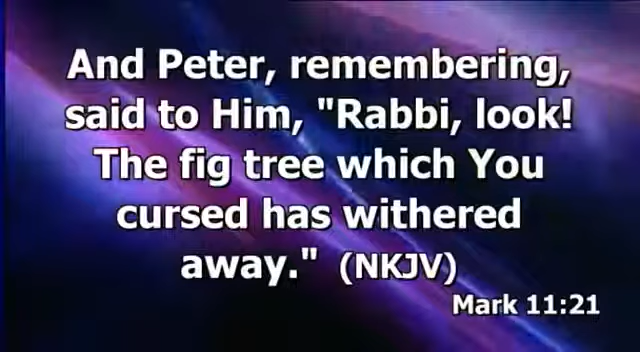 And Peter, remembering,
said to Him, "Rabbi, look!
The fig tree which You
cursed has withered
away." (NKJV)
Mark 11:21